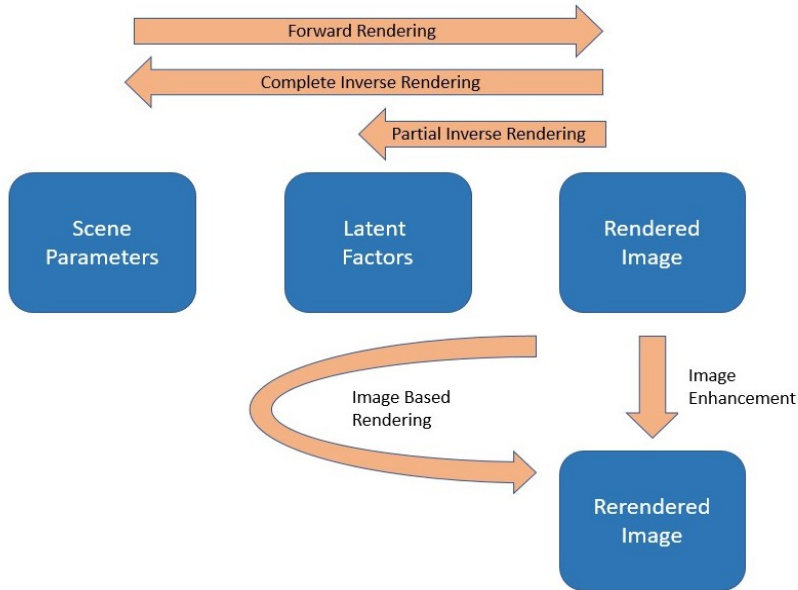 Forward Rendering
Complete Inverse Rendering
Partial Inverse Rendering
Scene
Parameters
Latent
Factors
Rendered
Image
Image Based
Rendering
Image
Enhancement
Rerendered
Image